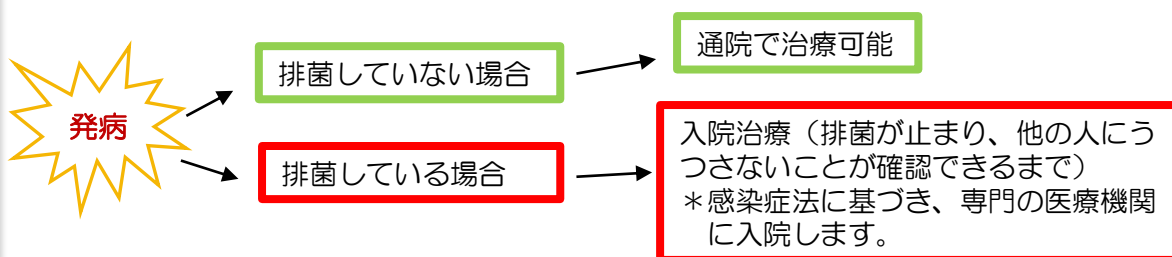 発病
排菌していない場合
通院で治療可能
排菌している場合
入院治療（排菌が止まり、他の人にう
つさないことが確認できるまで）
＊感染症法に基づき、専門の医療機関
に入院します。